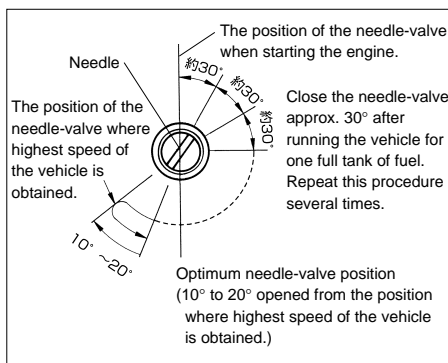 The position of the needle-valve
when starting the engine.
Needle
約30°
約30°
約30°
The position of the
needle-valve where
highest speed of
the vehicle is
obtained.
Close the needle-valve
approx. 30° after
running the vehicle for
one full tank of fuel.
Repeat this procedure
several times.
10° ～20°
Optimum needle-valve position
(10° to 20° opened from the position
where highest speed of the vehicle
is obtained.)